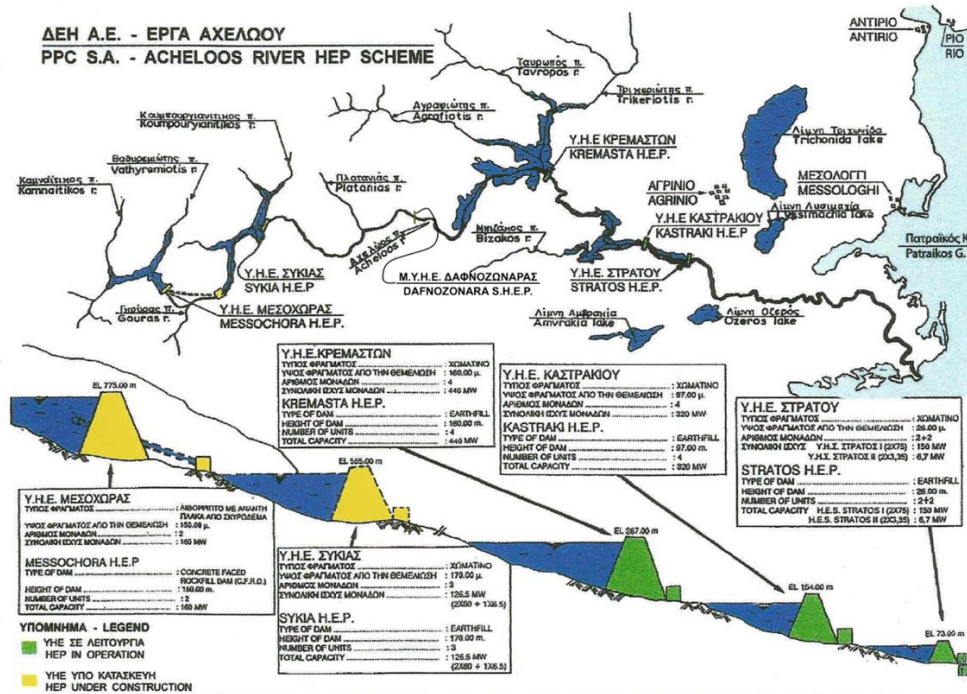 ΔΕΗ Α.Ε. - ΕΡΓΑ ΑΧΕΛΩΟΥ
PPC S.A. - ACHELOOS RIVER HEP SCHEME
ΑΝΤΙΡΙΟ
ANTIRIO
ΡΙΟ
RIO
Ταυρωπός π.
Tavropos r.
Τρικεριώτης π.
Trikeriotis r.
Αγραφιώτης π.
Agrafiotis r.
Κουμπουργιανίτικος π.
Koumpourgianitikos r.
Βαθυρεμιώτης π.
Vathyremiotis r.
Καμναϊτικος π.
Kamnaitikos r.
Πλατανιάς π.
Platanias r.
Υ.Η.Ε ΚΡΕΜΑΣΤΩΝ
KREMASTA H.E.P.
Λίμνη Τριχωνίδα
Trichonida lake
ΜΕΣΟΛΟΓΓΙ
MESSOLOGHI
ΑΓΡΙΝΙΟ
AGRINIO
Λίμνη Λυσιμαχία
Lyssimachia lake
Υ.Η.Ε ΚΑΣΤΡΑΚΙΟΥ
KASTRAKI H.E.P
Πατραϊκός Κ
Patraikos G.
Αχελώος π.
Acheloos r.
Μπιζάκος π.
Bizakos r.
Υ.Η.Ε. ΣΥΚΙΑΣ
SYKIA H.E.P
Μ.Υ.Η.Ε. ΔΑΦΝΟΖΩΝΑΡΑΣ
DAFNOZONARA S.H.E.P.
Υ.Η.Ε. ΣΤΡΑΤΟΥ
STRATOS H.E.P.
Γκούρας π.
Gouras r.
Υ.Η.Ε. ΜΕΣΟΧΩΡΑΣ
MESSOCHORA H.E.P.
Λίμνη Αμβρακία
Amvrakia lake
Λίμνη Οζερός
Ozeros lake
Υ.Η.Ε.ΚΡΕΜΑΣΤΩΝ
ΤΥΠΟΣ ΦΡΑΓΜΑΤΟΣ : ΧΩΜΑΤΙΝΟ
ΥΨΟΣ ΦΡΑΓΜΑΤΟΣ ΑΠΟ ΤΗΝ ΘΕΜΕΛΙΩΣΗ : 160.00 μ.
ΑΡΙΘΜΟΣ ΜΟΝΑΔΩΝ : 4
ΣΥΝΟΛΙΚΗ ΙΣΧΥΣ ΜΟΝΑΔΩΝ : 440 MW
KREMASTA H.E.P.
TYPE OF DAM : EARTHFILL
HEIGHT OF DAM : 160.00 m.
NUMBER OF UNITS : 4
TOTAL CAPACITY : 440 MW
Υ.Η.Ε. ΚΑΣΤΡΑΚΙΟΥ
ΤΥΠΟΣ ΦΡΑΓΜΑΤΟΣ : ΧΩΜΑΤΙΝΟ
ΥΨΟΣ ΦΡΑΓΜΑΤΟΣ ΑΠΟ ΤΗΝ ΘΕΜΕΛΙΩΣΗ : 97.00 μ.
ΑΡΙΘΜΟΣ ΜΟΝΑΔΩΝ : 4
ΣΥΝΟΛΙΚΗ ΙΣΧΥΣ ΜΟΝΑΔΩΝ : 320 MW
KASTRAKI H.E.P.
TYPE OF DAM : EARTHFILL
HEIGHT OF DAM : 97.00 m.
NUMBER OF UNITS : 4
TOTAL CAPACITY : 320 MW
Υ.Η.Ε. ΣΤΡΑΤΟΥ
ΤΥΠΟΣ ΦΡΑΓΜΑΤΟΣ : ΧΩΜΑΤΙΝΟ
ΥΨΟΣ ΦΡΑΓΜΑΤΟΣ ΑΠΟ ΤΗΝ ΘΕΜΕΛΙΩΣΗ : 26.00 μ.
ΑΡΙΘΜΟΣ ΜΟΝΑΔΩΝ : 2+2
ΣΥΝΟΛΙΚΗ ΙΣΧΥΣ Υ.Η.Σ. ΣΤΡΑΤΟΣ I (2X75) : 150 MW
Υ.Η.Σ. ΣΤΡΑΤΟΣ II (2X3,35) : 6,7 MW
STRATOS H.E.P.
TYPE OF DAM : EARTHFILL
HEIGHT OF DAM : 26.00 m.
NUMBER OF UNITS : 2+2
TOTAL CAPACITY H.E.S. STRATOS I (2X75) : 150 MW
H.E.S. STRATOS II (2X3,35) : 6,7 MW
EL 775.00 m
EL 555.00 m
EL 287.00 m
EL 154.00 m
EL 73.00 m
Υ.Η.Ε. ΜΕΣΟΧΩΡΑΣ
ΤΥΠΟΣ ΦΡΑΓΜΑΤΟΣ : ΛΙΘΟΡΡΙΠΤΟ ΜΕ ΑΝΑΝΤΗ
ΠΛΑΚΑ ΑΠΟ ΣΚΥΡΟΔΕΜΑ
ΥΨΟΣ ΦΡΑΓΜΑΤΟΣ ΑΠΟ ΤΗΝ ΘΕΜΕΛΙΩΣΗ : 150.00 μ.
ΑΡΙΘΜΟΣ ΜΟΝΑΔΩΝ : 2
ΣΥΝΟΛΙΚΗ ΙΣΧΥΣ ΜΟΝΑΔΩΝ : 160 MW
MESSOCHORA H.E.P
TYPE OF DAM : CONCRETE FACED
ROCKFILL DAM (C.F.R.D.)
HEIGHT OF DAM : 150.00 m.
NUMBER OF UNITS : 2
TOTAL CAPACITY : 160 MW
Υ.Η.Ε. ΣΥΚΙΑΣ
ΤΥΠΟΣ ΦΡΑΓΜΑΤΟΣ : ΧΩΜΑΤΙΝΟ
ΥΨΟΣ ΦΡΑΓΜΑΤΟΣ ΑΠΟ ΤΗΝ ΘΕΜΕΛΙΩΣΗ : 170.00 μ.
ΑΡΙΘΜΟΣ ΜΟΝΑΔΩΝ : 3
ΣΥΝΟΛΙΚΗ ΙΣΧΥΣ ΜΟΝΑΔΩΝ : 126.5 MW
(2X60 + 1X6.5)
SYKIA H.E.P.
TYPE OF DAM : EARTHFILL
HEIGHT OF DAM : 170.00 m.
NUMBER OF UNITS : 3
TOTAL CAPACITY : 126.5 MW
(2X60 + 1X6.5)
ΥΠΟΜΝΗΜΑ - LEGEND
ΥΗΕ ΣΕ ΛΕΙΤΟΥΡΓΙΑ
HEP IN OPERATION
ΥΗΕ ΥΠΟ ΚΑΤΑΣΚΕΥΗ
HEP UNDER CONSTRUCTION